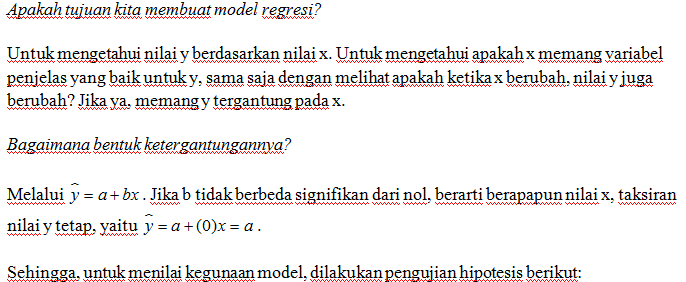 Apakah tujuan kita membuat model regresi?
Untuk mengetahui nilai y berdasarkan nilai x. Untuk mengetahui apakah x memang variabel
penjelas yang baik untuk y, sama saja dengan melihat apakah ketika x berubah, nilai y juga
berubah? Jika ya, memang y tergantung pada x.
Bagaimana bentuk ketergantungannya?
Melalui ŷ = a + bx . Jika b tidak berbeda signifikan dari nol, berarti berapapun nilai x, taksiran
nilai y tetap, yaitu ŷ = a + (0)x = a .
Sehingga, untuk menilai kegunaan model, dilakukan pengujian hipotesis berikut: